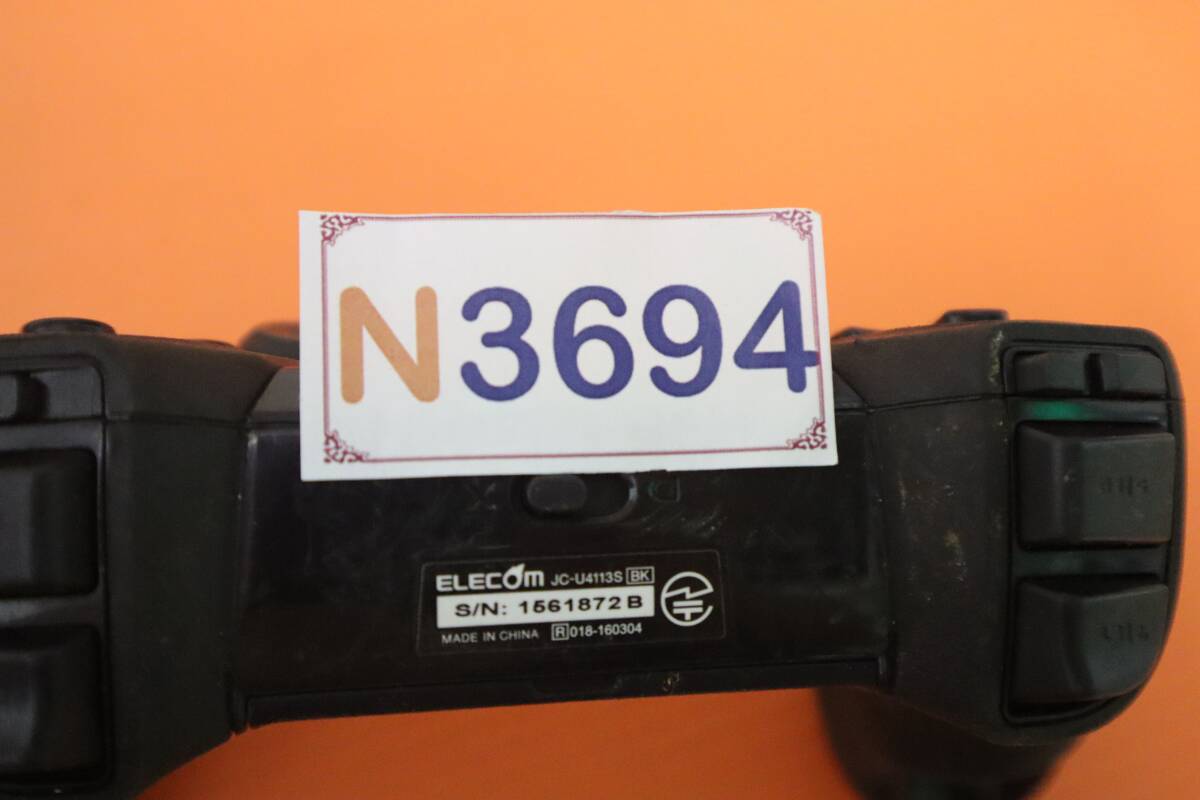 N3694
X D
ELECOM JC-U4113S BK
S/N: 1561872 B
MADE IN CHINA R 018-160304